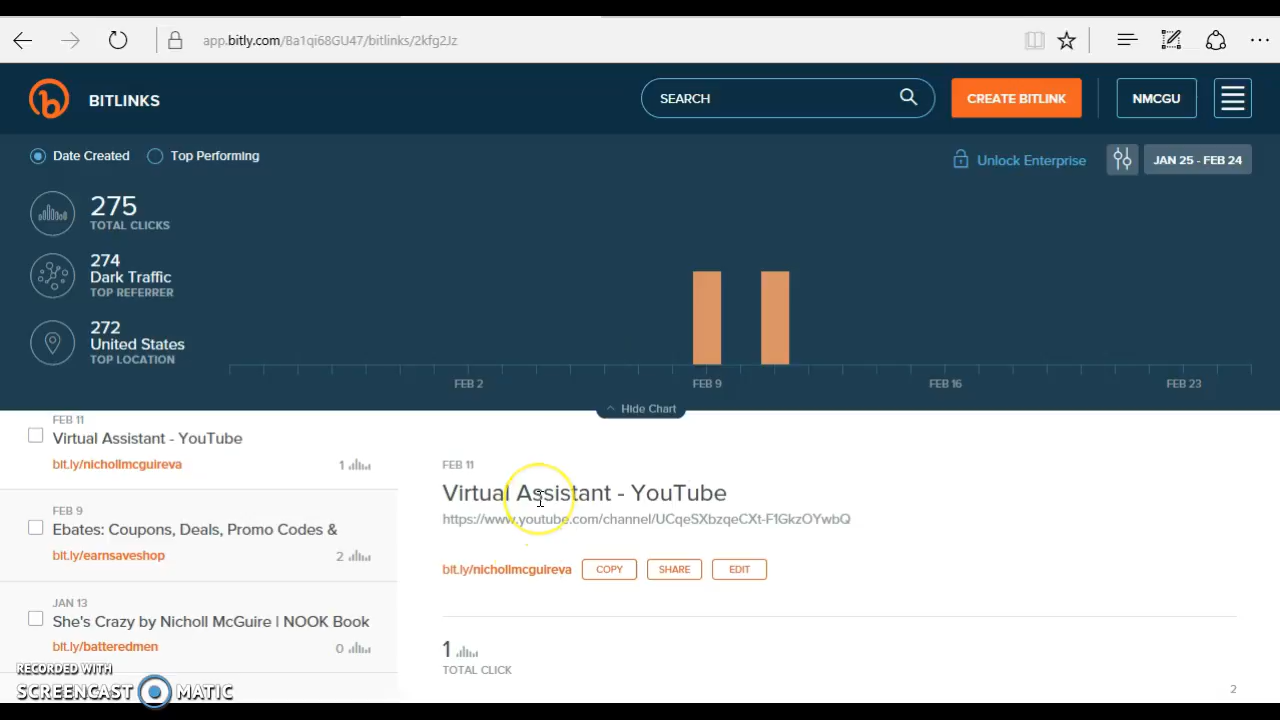 app.bitly.com/Ba1qi68GU47/bitlinks/2kfg2Jz
BITLINKS
SEARCH
CREATE BITLINK
NMCGU
Date Created
Top Performing
Unlock Enterprise
JAN 25 - FEB 24
275
TOTAL CLICKS
274
Dark Traffic
TOP REFERRER
272
United States
TOP LOCATION
FEB 2
FEB 9
FEB 16
FEB 23
Hide Chart
FEB 11
Virtual Assistant - YouTube
bit.ly/nichollmcguireva
1
FEB 9
Ebates: Coupons, Deals, Promo Codes &
bit.ly/earnsaveshop
2
JAN 13
She's Crazy by Nicholl McGuire | NOOK Book
bit.ly/batteredmen
0
FEB 11
Virtual Assistant - YouTube
https://www.youtube.com/channel/UCqeSXbzqeCXt-F1GkzOYwbQ
bit.ly/nichollmcguireva
COPY
SHARE
EDIT
1
TOTAL CLICK
2
RECORDED WITH
SCREENCAST MATIC